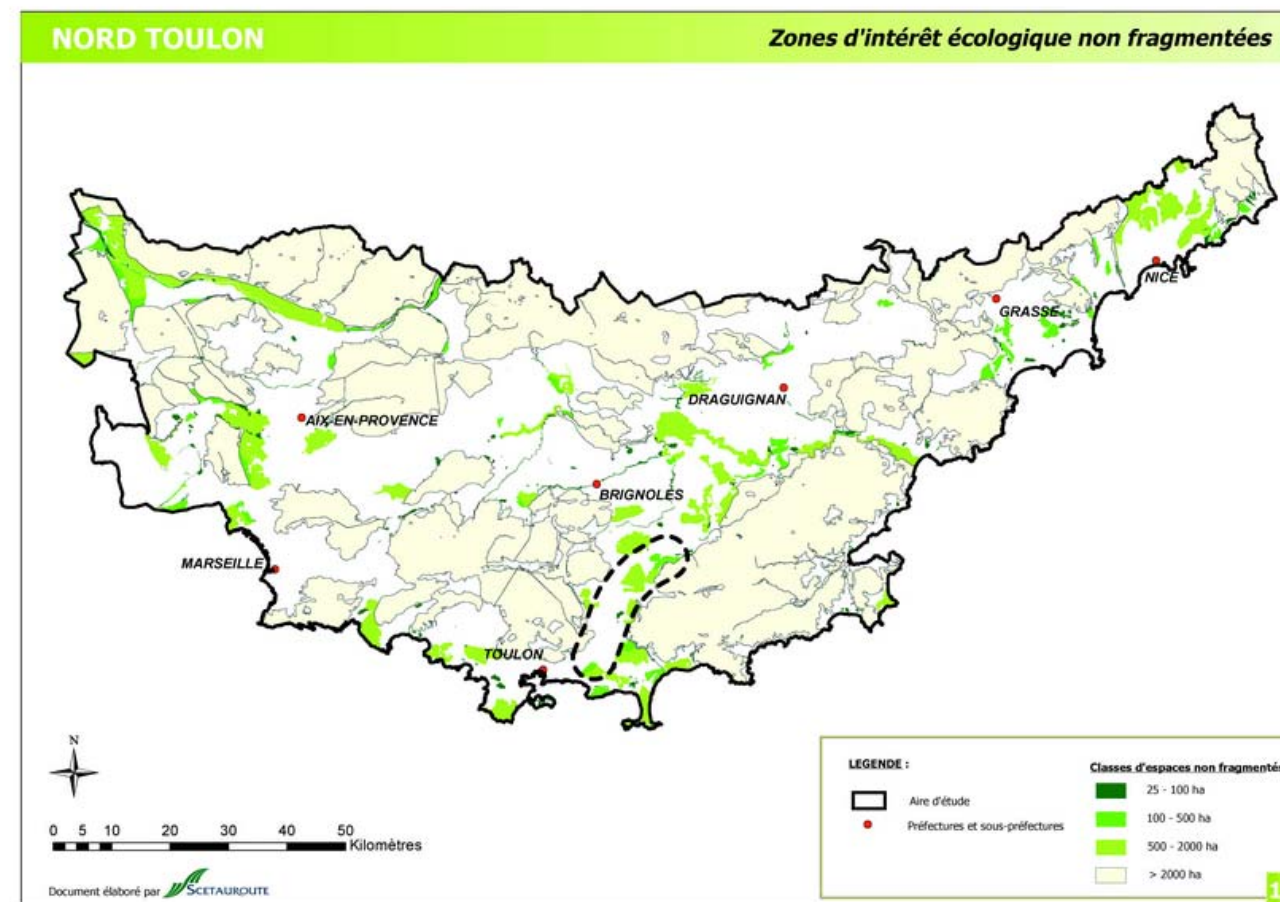 NORD TOULON
Zones d'intérêt écologique non fragmentées
NICE
GRASSE
DRAGUIGNAN
AIX-EN-PROVENCE
BRIGNOLES
MARSEILLE
TOULON
N
0 5 10 20 30 40 50
Kilomètres
Document élaboré par SCETAUROUTE
LEGENDE :
Aire d'étude
Préfectures et sous-préfectures
Classes d'espaces non fragmentés
25 - 100 ha
100 - 500 ha
500 - 2000 ha
> 2000 ha
1